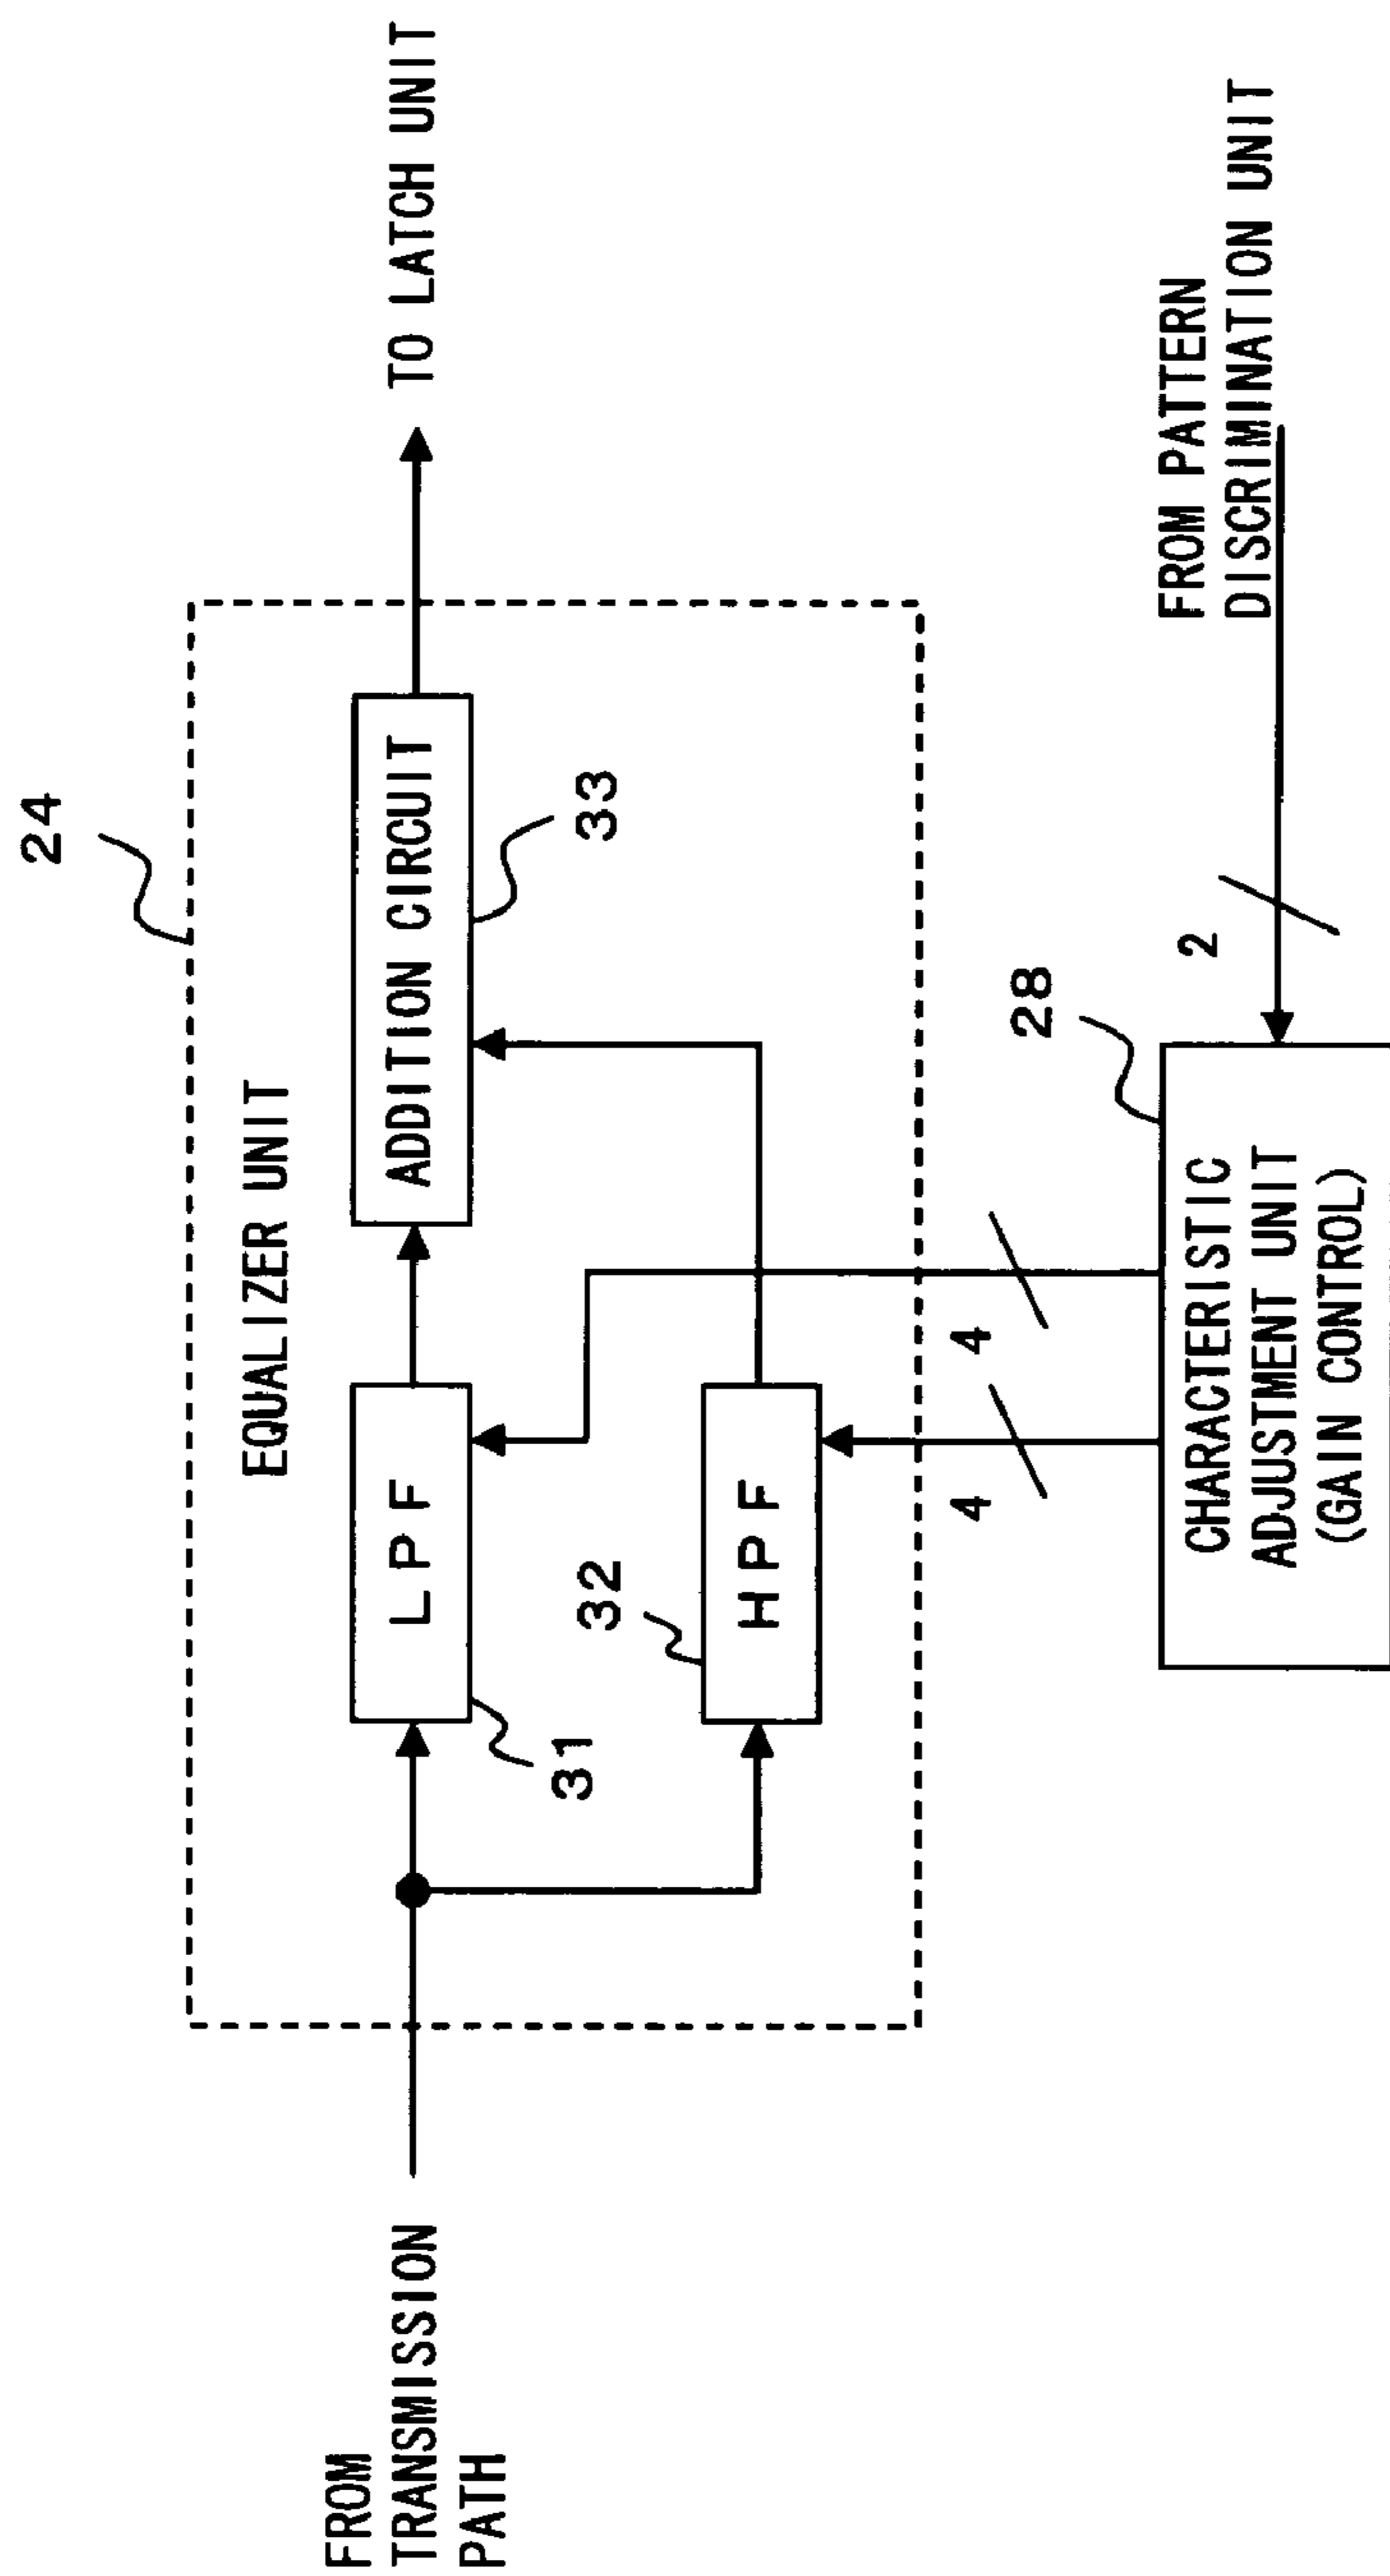 24
EQUALIZER UNIT
FROM
TRANSMISSION
PATH
LPF
31
ADDITION CIRCUIT
33
TO LATCH UNIT
32
HPF
4
4
28
CHARACTERISTIC
ADJUSTMENT UNIT
(GAIN CONTROL)
2
FROM PATTERN
DISCRIMINATION UNIT